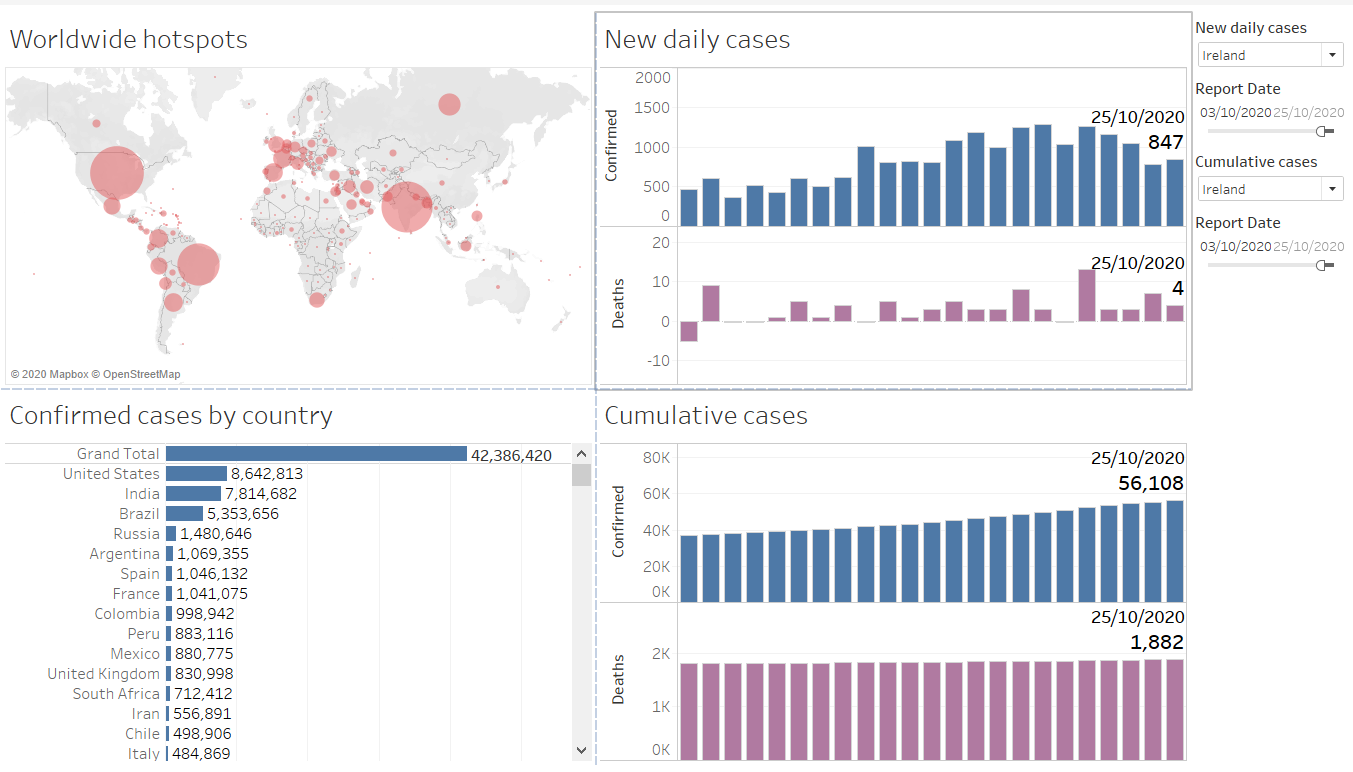 Worldwide hotspots
© 2020 Mapbox © OpenStreetMap
New daily cases
Confirmed
2000
1500
1000
500
0
25/10/2020
847
Deaths
20
10
0
-10
25/10/2020
4
New daily cases
Ireland
Report Date
03/10/2020 25/10/2020
Cumulative cases
Ireland
Report Date
03/10/2020 25/10/2020
Confirmed cases by country
Grand Total 42,386,420
United States 8,642,813
India 7,814,682
Brazil 5,353,656
Russia 1,480,646
Argentina 1,069,355
Spain 1,046,132
France 1,041,075
Colombia 998,942
Peru 883,116
Mexico 880,775
United Kingdom 830,998
South Africa 712,412
Iran 556,891
Chile 498,906
Italy 484,869
Cumulative cases
Confirmed
80K
60K
40K
20K
0K
25/10/2020
56,108
Deaths
2K
1K
0K
25/10/2020
1,882